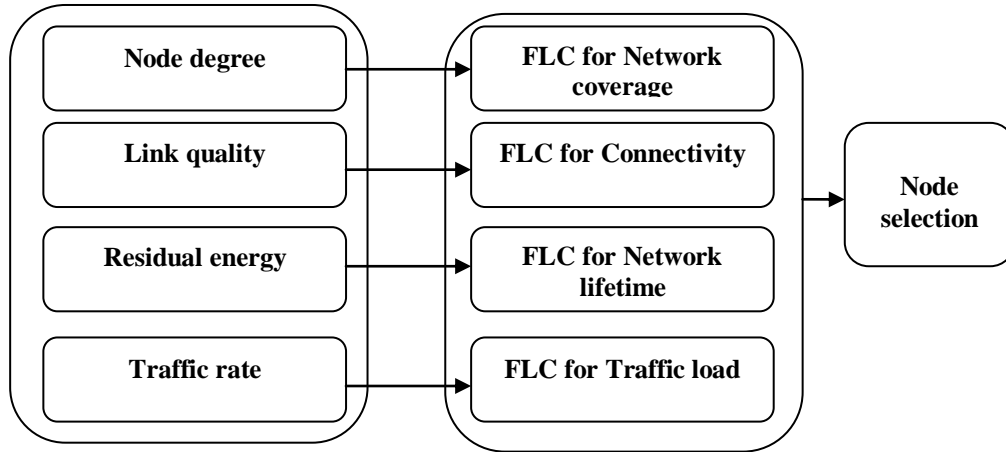 Node degree
FLC for Network
coverage
Link quality
FLC for Connectivity
Node
selection
Residual energy
FLC for Network
lifetime
Traffic rate
FLC for Traffic load